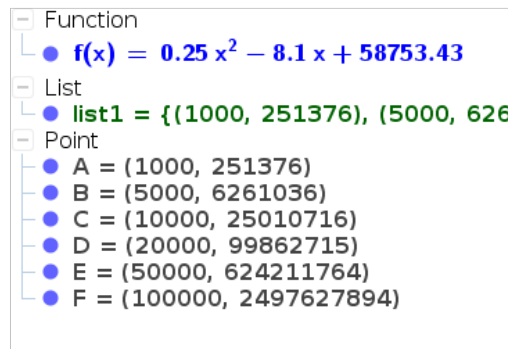 Function
f(x) = 0.25 x² − 8.1 x + 58753.43
List
list1 = {(1000, 251376), (5000, 626
Point
A = (1000, 251376)
B = (5000, 6261036)
C = (10000, 25010716)
D = (20000, 99862715)
E = (50000, 624211764)
F = (100000, 2497627894)